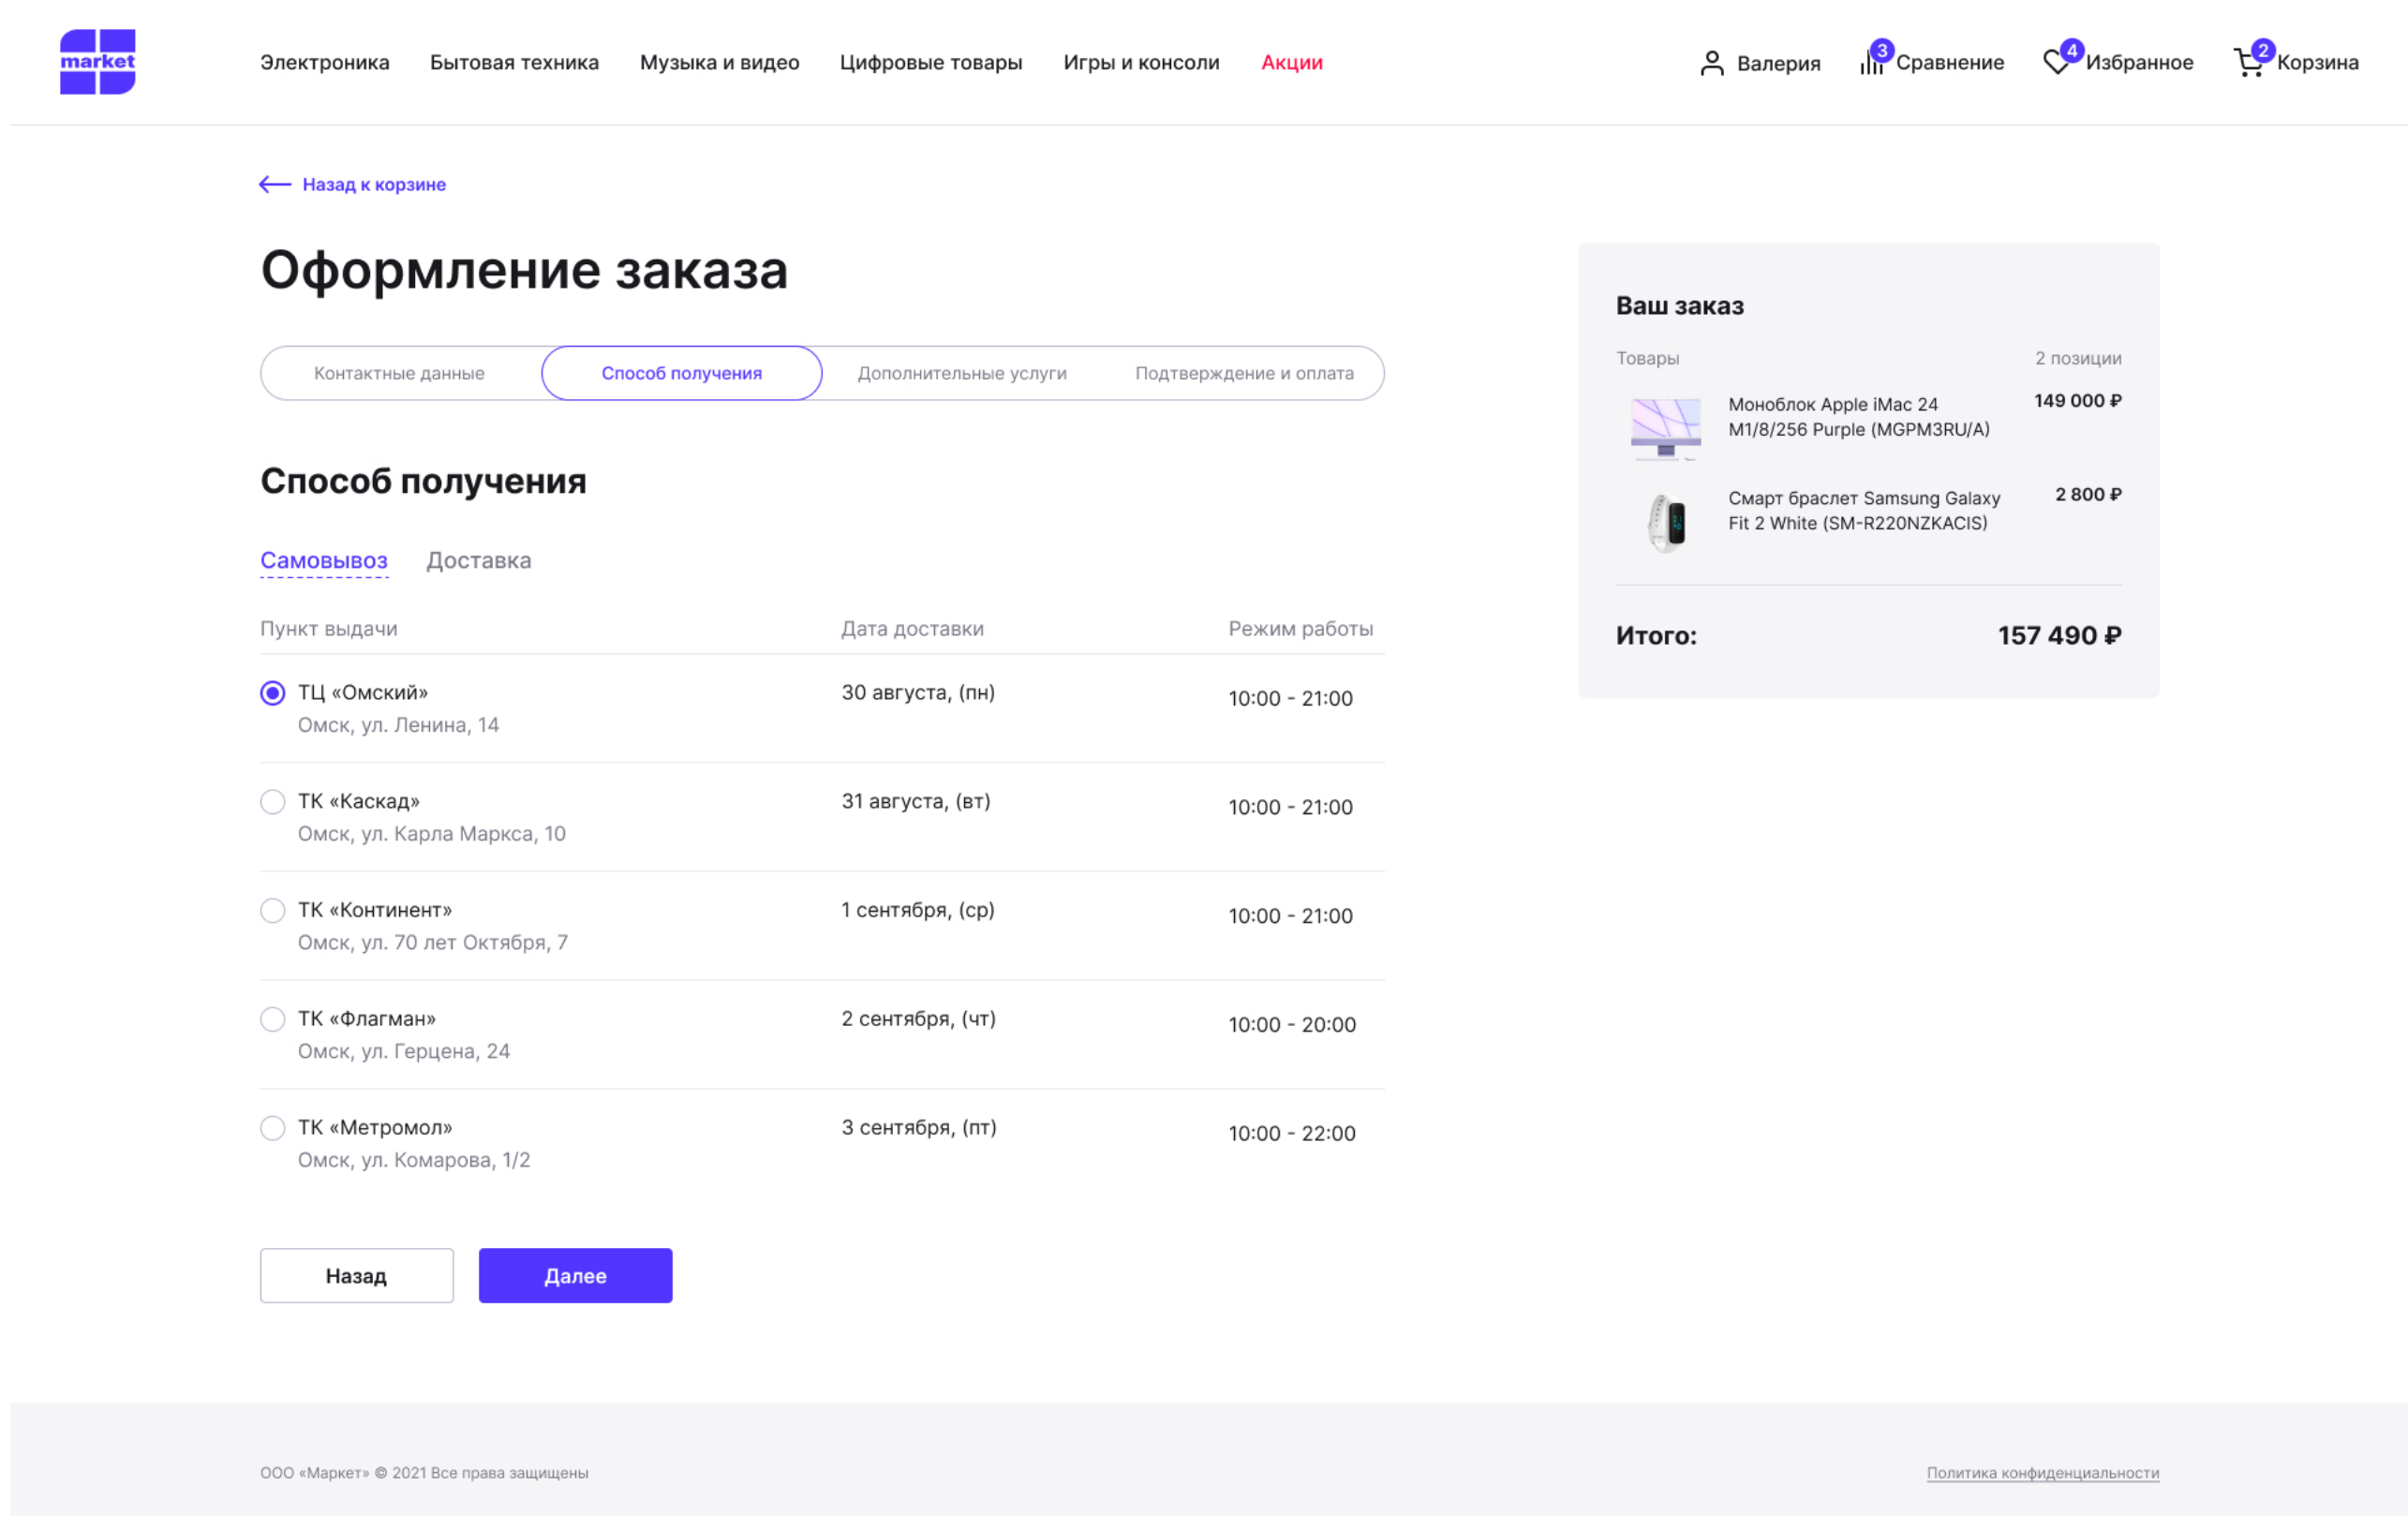 market
Электроника Бытовая техника Музыка и видео Цифровые товары Игры и консоли Акции
Валерия 3 Сравнение 4 Избранное 2 Корзина
Назад к корзине
Оформление заказа
Контактные данные Способ получения Дополнительные услуги Подтверждение и оплата
Способ получения
Самовывоз Доставка
Пункт выдачи Дата доставки Режим работы
ТЦ «Омский» 30 августа, (пн) 10:00 - 21:00
Омск, ул. Ленина, 14
ТК «Каскад» 31 августа, (вт) 10:00 - 21:00
Омск, ул. Карла Маркса, 10
ТК «Континент» 1 сентября, (ср) 10:00 - 21:00
Омск, ул. 70 лет Октября, 7
ТК «Флагман» 2 сентября, (чт) 10:00 - 20:00
Омск, ул. Герцена, 24
ТК «Метромол» 3 сентября, (пт) 10:00 - 22:00
Омск, ул. Комарова, 1/2
Назад Далее
Ваш заказ
Товары 2 позиции
Моноблок Apple iMac 24 149 000 ₽
M1/8/256 Purple (MGPM3RU/A)
Смарт браслет Samsung Galaxy 2 800 ₽
Fit 2 White (SM-R220NZKACIS)
Итого: 157 490 ₽
ООО «Маркет» © 2021 Все права защищены
Политика конфиденциальности